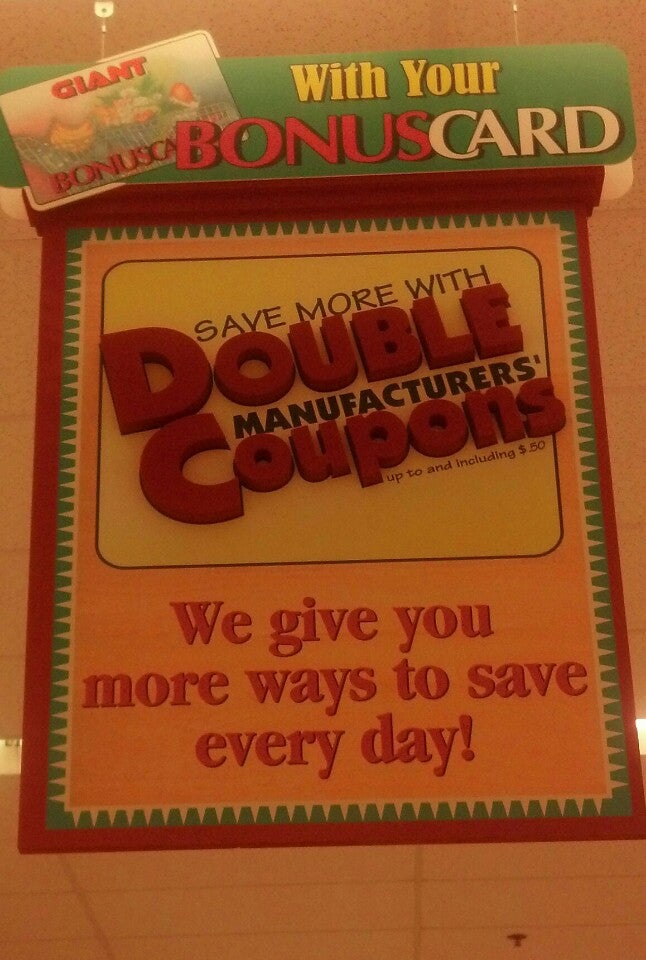 GIANT
BONUSCA
With Your
BONUSCARD
SAVE MORE WITH
DOUBLE
MANUFACTURERS'
Coupons
up to and including $.50
We give you
more ways to save
every day!